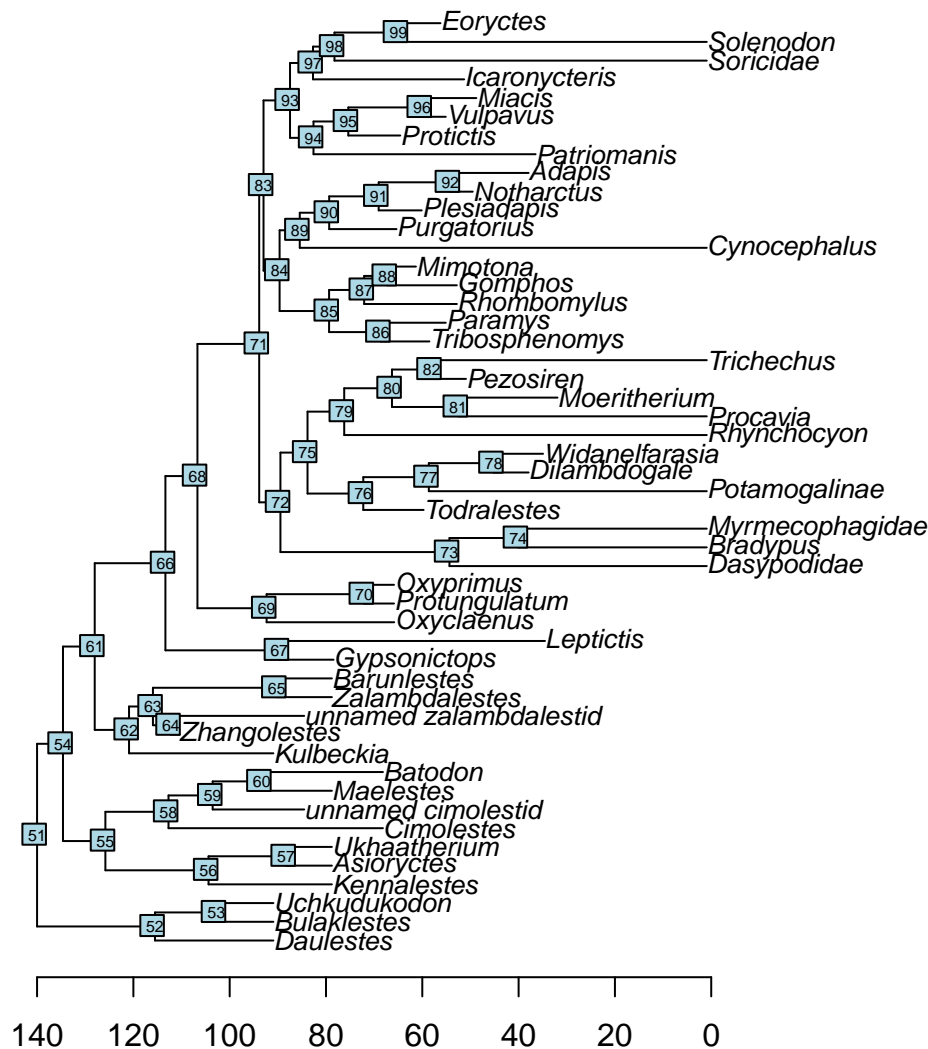 Eoryctes
99
Solenodon
98
Soricidae
97
Icaronycteris
93
Miacis
96
Vulpavus
95
Protictis
94
Patriomanis
Adapis
92
83
Notharctus
91
Plesiadapis
90
Purgatorius
89
Cynocephalus
84
Mimotona
88
Gomphos
87
Rhombomylus
85
Paramys
86
Tribosphenomys
71
Trichechus
82
Pezosiren
80
Moeritherium
81
79
Procavia
Rhynchocyon
75
Widanelfarasia
78
Dilambdogale
77
68
Potamogalinae
76
72
Todralestes
Myrmecophagidae
74
Bradypus
73
66
Dasypodidae
Oxyprimus
70
Protungulatum
69
Oxyclaenus
61
Leptictis
67
Gypsonictops
Barunlestes
65
Zalambdalestes
63
unnamed zalambdalestid
64
62
Zhangolestes
54
Kulbeckia
Batodon
60
Maelestes
59
unnamed cimolestid
58
Cimolestes
51
55
Ukhaatherium
57
Asioryctes
56
Kennalestes
Uchkudukodon
53
Bulaklestes
52
Daulestes
140 120 100 80 60 40 20 0